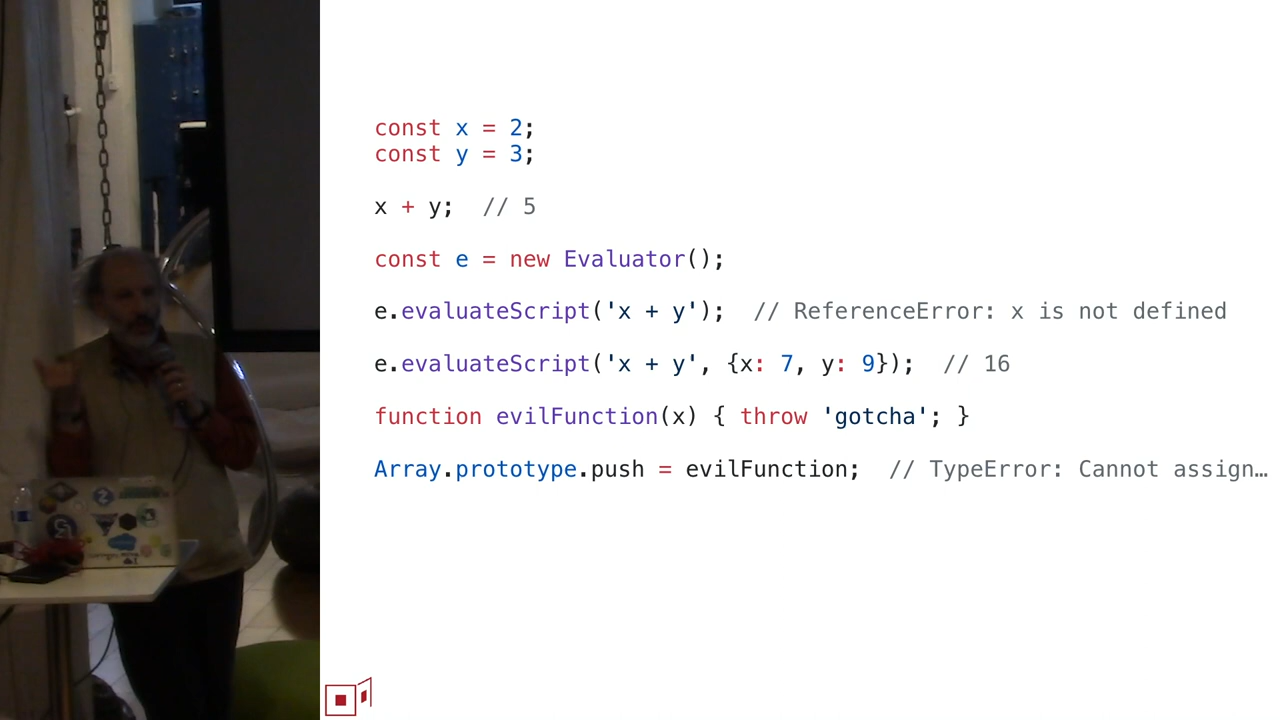 const x = 2;
const y = 3;
x + y;  // 5
const e = new Evaluator();
e.evaluateScript('x + y');  // ReferenceError: x is not defined
e.evaluateScript('x + y', {x: 7, y: 9});  // 16
function evilFunction(x) { throw 'gotcha'; }
Array.prototype.push = evilFunction;  // TypeError: Cannot assign…